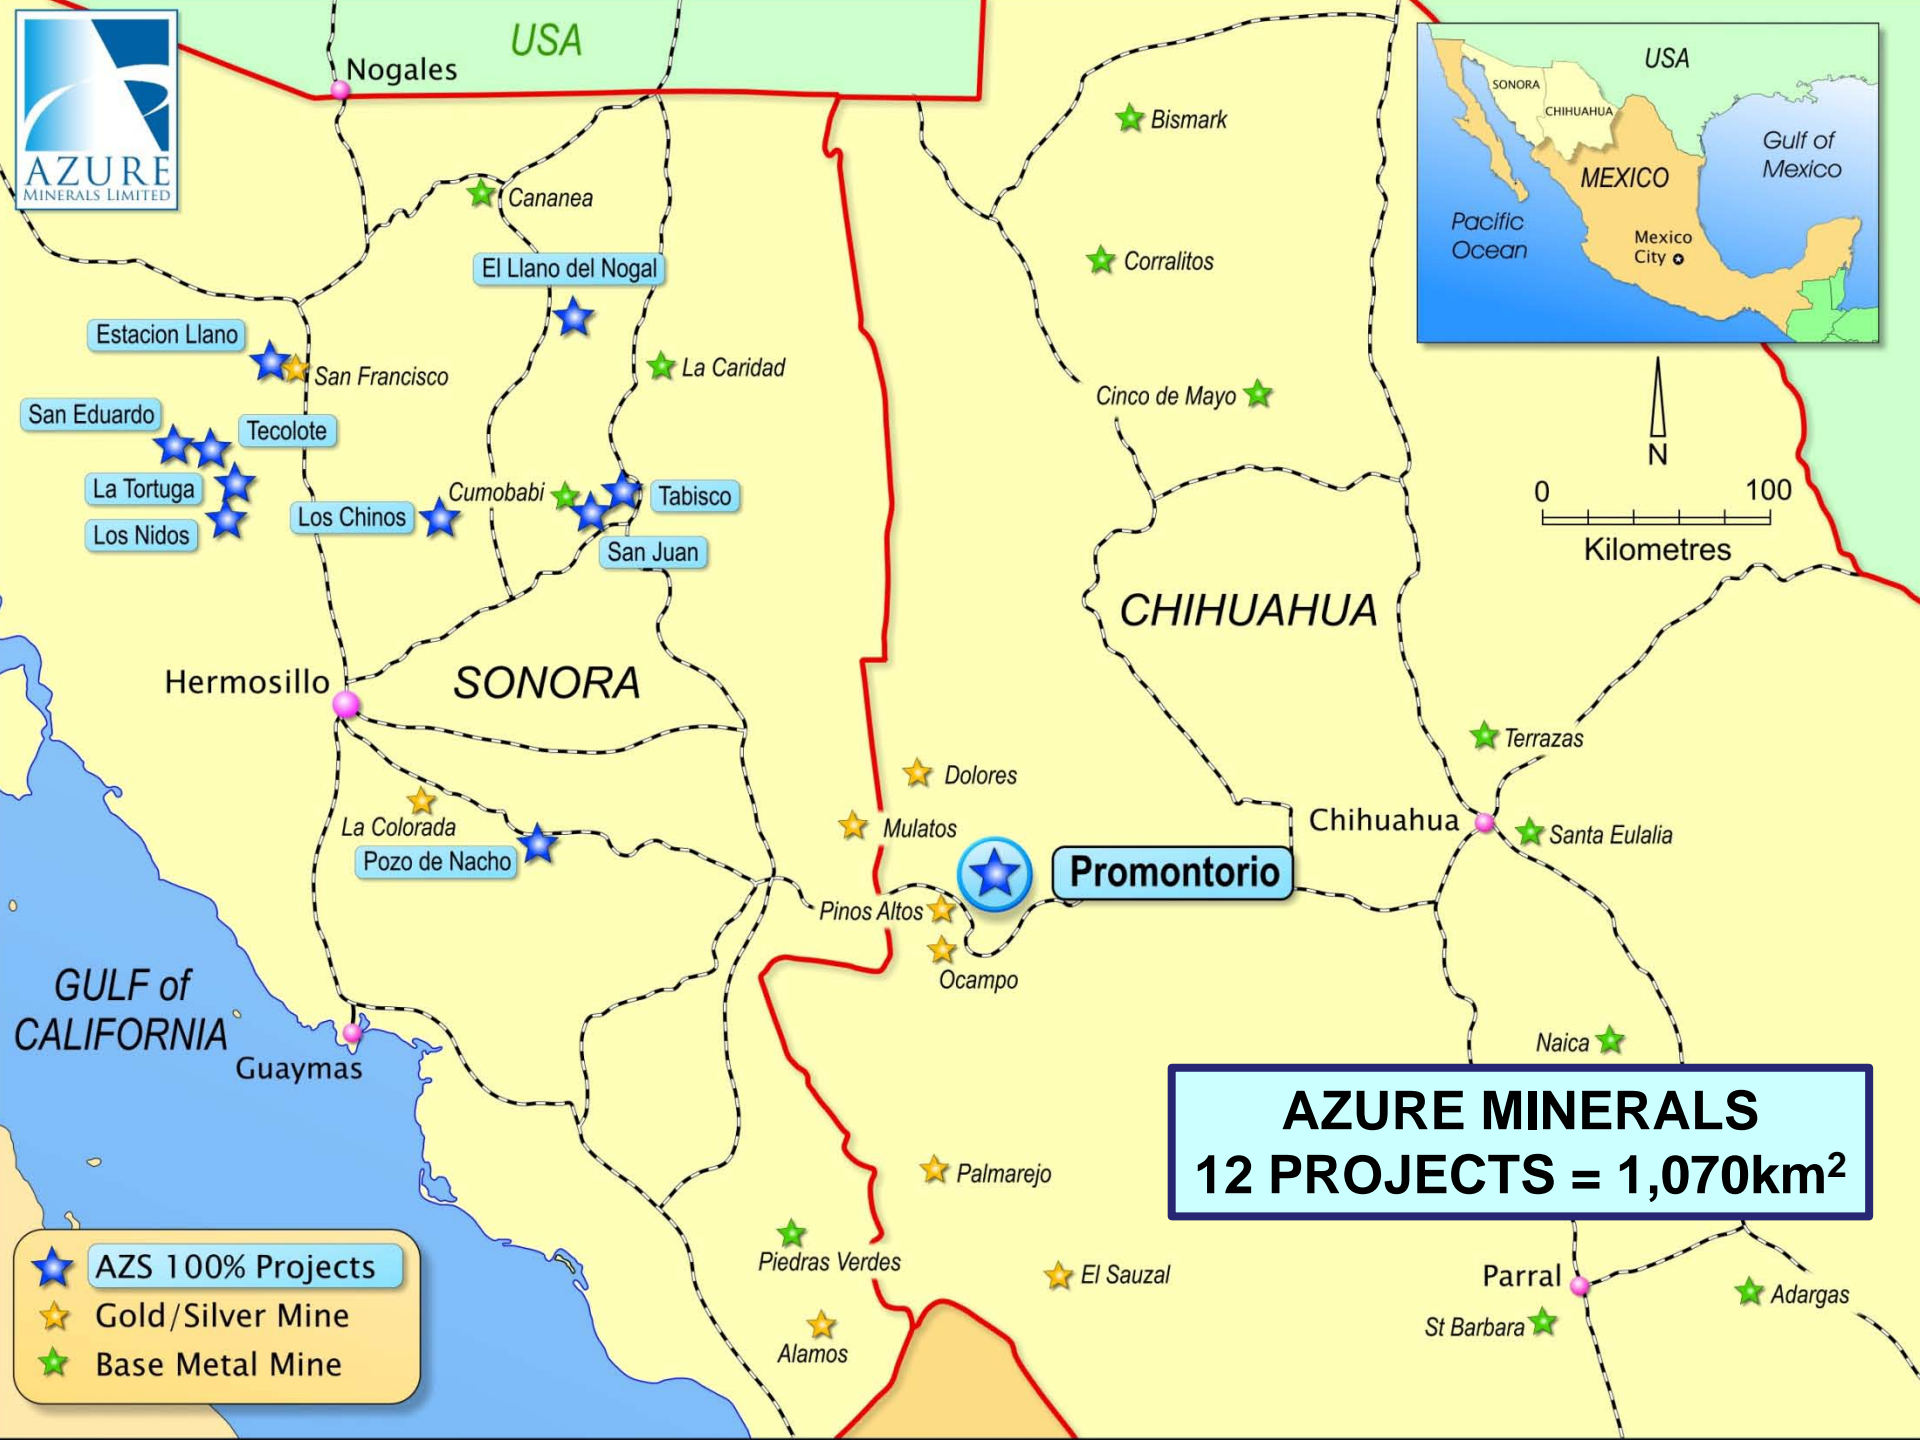 AZURE
MINERALS LIMITED
USA
Nogales
Bismark
Cananea
Corralitos
El Llano del Nogal
Estacion Llano
San Francisco
La Caridad
Cinco de Mayo
San Eduardo
Tecolote
La Tortuga
Los Nidos
Los Chinos
Cumobabi
Tabisco
San Juan
CHIHUAHUA
Hermosillo
SONORA
Terrazas
Dolores
Chihuahua
La Colorada
Mulatos
Santa Eulalia
Pozo de Nacho
Promontorio
Pinos Altos
Ocampo
GULF of
CALIFORNIA
Guaymas
Naica
Palmarejo
Piedras Verdes
El Sauzal
Alamos
Parral
St Barbara
Adargas
USA
SONORA
CHIHUAHUA
Gulf of
Mexico
MEXICO
Pacific
Ocean
Mexico
City
N
0 100
Kilometres
AZURE MINERALS
12 PROJECTS = 1,070km²
AZS 100% Projects
Gold/Silver Mine
Base Metal Mine